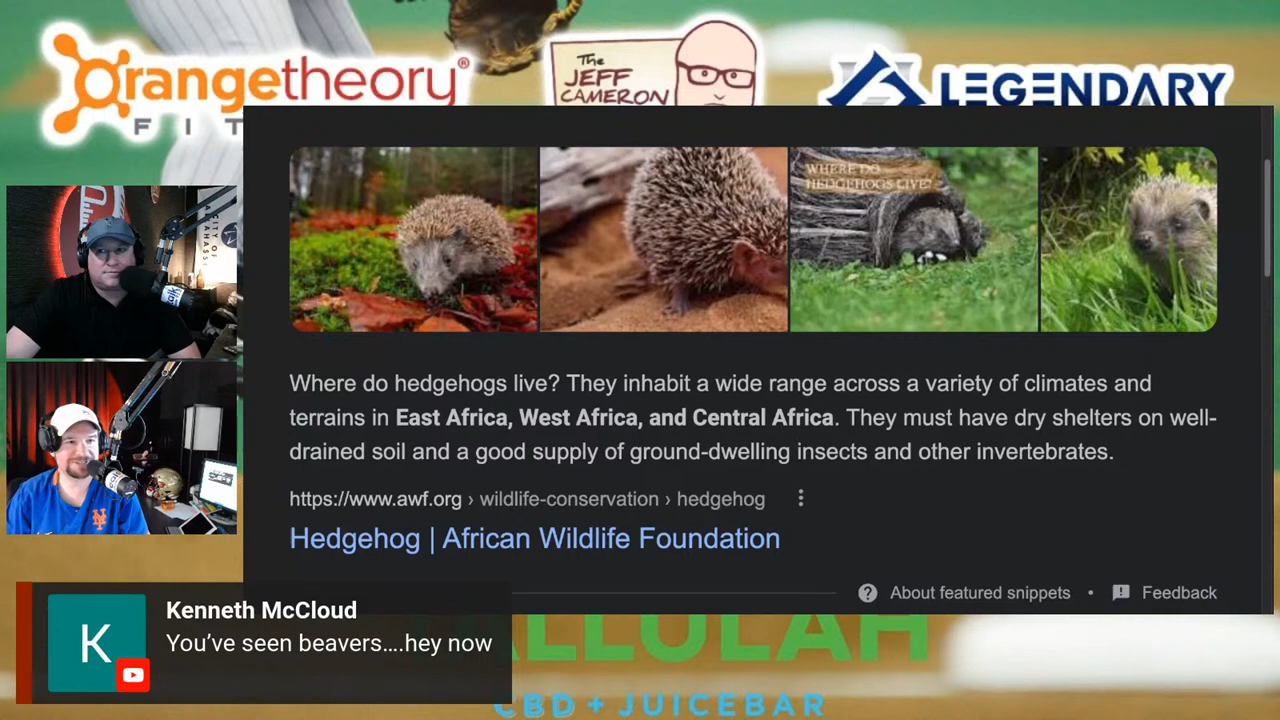 orangetheory®
FIT
The
JEFF
CAMERON
LEGENDARY
WHERE DO
HEDGEHOGS LIVE?
CITY OF
Where do hedgehogs live? They inhabit a wide range across a variety of climates and
terrains in East Africa, West Africa, and Central Africa. They must have dry shelters on well-
drained soil and a good supply of ground-dwelling insects and other invertebrates.
https://www.awf.org › wildlife-conservation › hedgehog
Hedgehog | African Wildlife Foundation
About featured snippets • Feedback
K
Kenneth McCloud
You’ve seen beavers....hey now
LLULAH
CBD + JUICEBAR